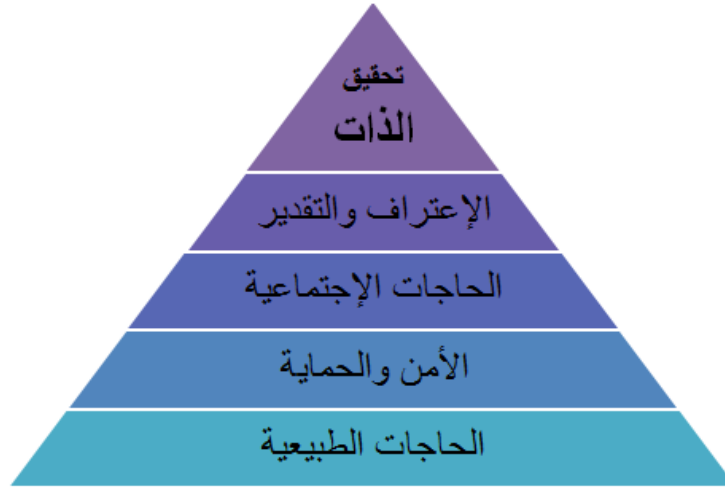 تحقيق
الذات
الإعتراف والتقدير
الحاجات الإجتماعية
الأمن والحماية
الحاجات الطبيعية